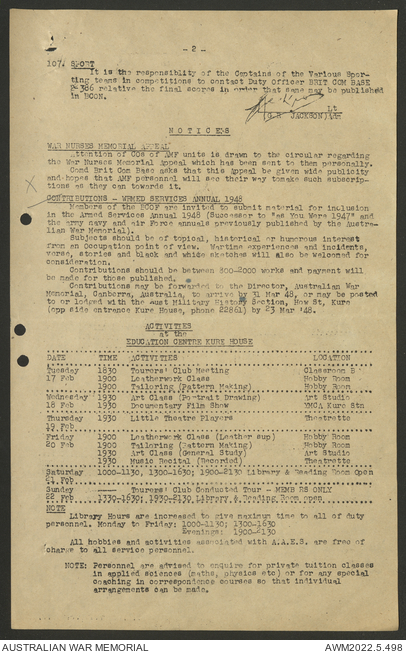 - 2 -
107. SPORT
It is the responsiblity of the Captains of the Various Spor-
ting teams in competitions to contact Duty Officer BRIT COM BASE
386 relative the final scores in order that same may be published
in BCON.
Lt
JACKSON)
N O T I C E S
WAR NURSES MEMORIAL APPEAL
Attention of COs of AMF units is drawn to the circular regarding
the War Nurses Memorial Appeal which has been sent to them personally.
Comd Brit Com Base asks that this Appeal be given wide publicity
and hopes that AMF personnel will see their way tomake such subscrip-
tions as they can towards it.
CONTRIBUTIONS - WRMED SERVICES ANNUAL 1948
Members of the BCOF are invited to submit material for inclusion
in the Armed Services Annual 1948 (Successor to "As You Were 1947" and
the army navy and air Force annuals previously published by the Austra-
lian War Memorial).
Subjects should be of topical, historical or humerous interest
from an Occupation point of view. Wartime experiences and incidents,
verse, stories and black and white sketches will also be welcomed for
consideration.
Contributions should be between 800-2000 works and payment will
be made for those published.
Contributions may be forwarded to the Director, Australian War
Memorial, Canberra, Australia, to arrive by 31 Mar 48, or may be posted
to or lodged with the Aust Military History Section, How St, Kure
(opp side entrance Kure House, phone 22861) by 23 Mar '48.
ACTIVITIES
at the
EDUCATION CENTRE KURE HOUSE
DATE TIME ACTIVITIES LOCATION
Tuesday 1830 Tourers' Club Meeting Classroom 5
17 Feb 1900 Leatherwork Class Hobby Room
1900 Tailoring (Pattern Making) Hobby Room
Wednesday 1930 Art Class (Portrait Drawing) Art Studio
18 Feb 1930 Documentary Film Show YMCA Kure Stn
Thursday 1930 Little Theatre Players Theatrette
19 Feb
Friday 1900 Leatherwork Class (Leather sup) Hobby Room
20 Feb 1900 Tailoring (Pattern Making) Hobby Room
1930 Art Class (General Study) Art Studio
1930 Music Recital (Recorded) Theatrette
Saturday 1000-1130, 1300-1630; 1900-2130 Library & Reading Room Open
21 Feb
Sunday Tourers' Club Conducted Tour - MEMBERS ONLY
22 Feb 1330-1630; 1930-2130 Library & Reading Room open
NOTE
Library Hours are increased to give maximum time to all of duty
personnel. Monday to Friday: 1000-1130; 1300-1630
Evenings: 1900-2130
All hobbies and activities associated with A.A.E.S. are free of
charge to all service personnel.
NOTE: Personnel are advised to enquire for private tuition classes
in applied sciences (maths, physics etc) or for any special
coaching in correspondence courses so that individual
arrangements can be made.
AUSTRALIAN WAR MEMORIAL AWM2022.5.498